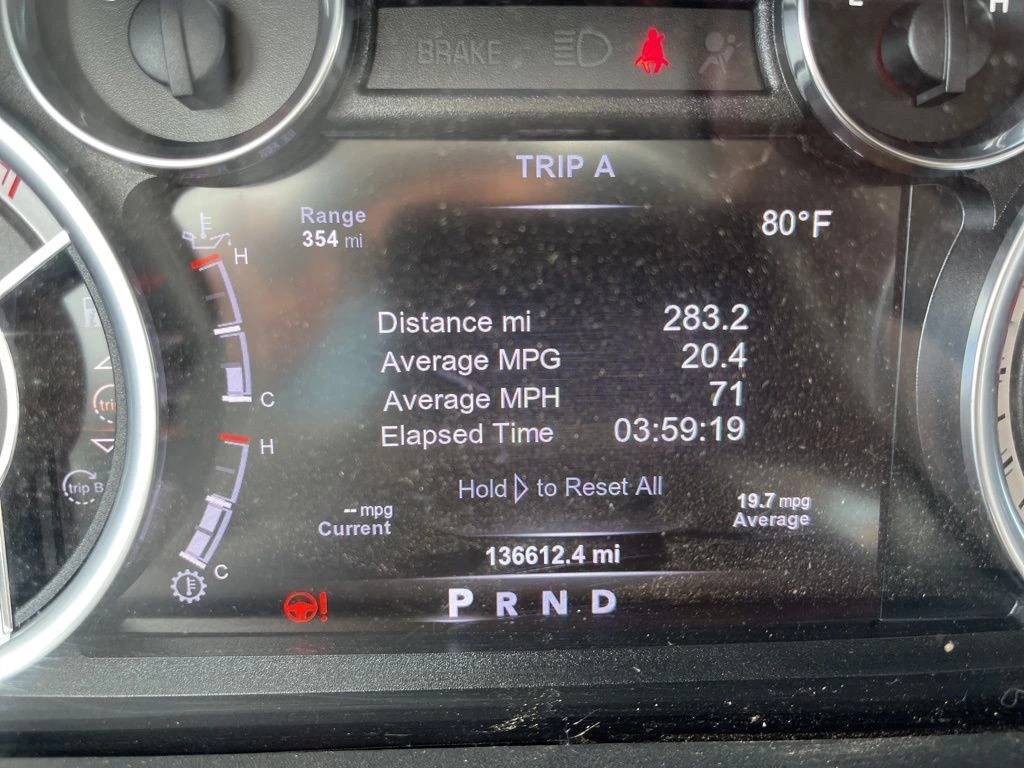 E H
BRAKE
TRIP A
Range
354 mi
80°F
H
Distance mi 283.2
Average MPG 20.4
Average MPH 71
C
Elapsed Time 03:59:19
H
Hold ▷ to Reset All
trip B
-- mpg
Current
19.7 mpg
Average
136612.4 mi
C
P R N D